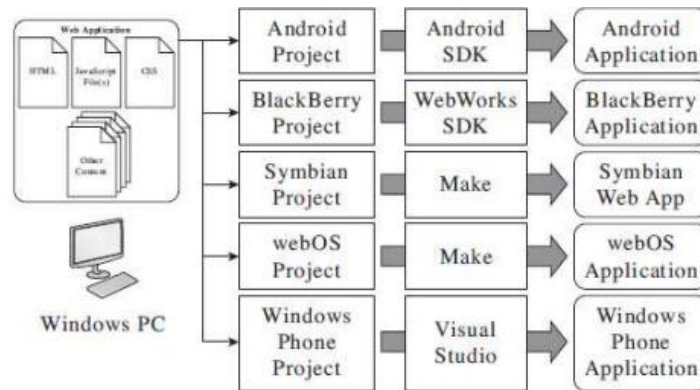 Web Application
HTML
JavaScript
File(s)
CSS
Other
Content
Windows PC
Android
Project
Android
SDK
Android
Application
BlackBerry
Project
WebWorks
SDK
BlackBerry
Application
Symbian
Project
Make
Symbian
Web App
webOS
Project
Make
webOS
Application
Windows
Phone
Project
Visual
Studio
Windows
Phone
Application